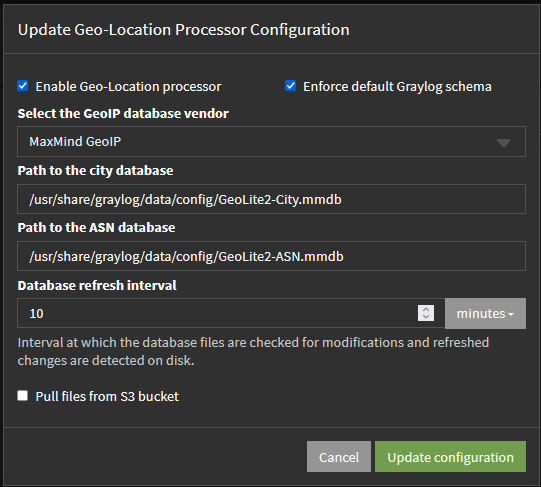 Update Geo-Location Processor Configuration
Enable Geo-Location processor
Enforce default Graylog schema
Select the GeoIP database vendor
MaxMind GeoIP
Path to the city database
/usr/share/graylog/data/config/GeoLite2-City.mmdb
Path to the ASN database
/usr/share/graylog/data/config/GeoLite2-ASN.mmdb
Database refresh interval
10
minutes
Interval at which the database files are checked for modifications and refreshed
changes are detected on disk.
Pull files from S3 bucket
Cancel
Update configuration